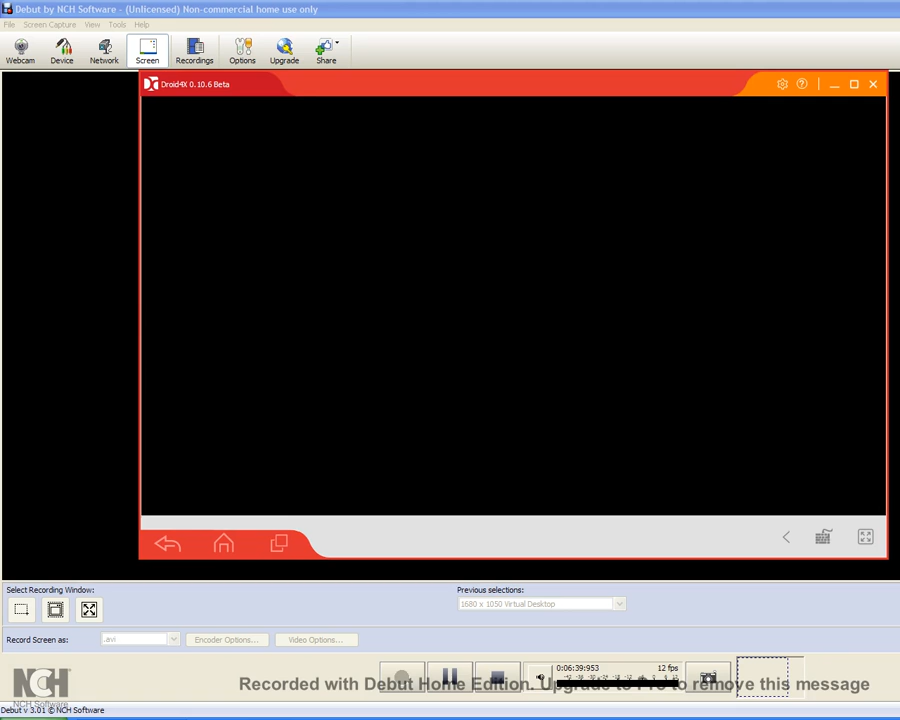 Debut by NCH Software - (Unlicensed) Non-commercial home use only
File Screen Capture View Tools Help
Webcam Device Network Screen Recordings Options Upgrade Share
Droid4X 0.10.6 Beta
Select Recording Window:
Previous selections:
1680 x 1050 Virtual Desktop
Record Screen as: .avi Encoder Options... Video Options...
0:06:39:953 12 fps
NCH
NCH Software
Recorded with Debut Home Edition. Upgrade to Pro to remove this message
Debut v 3.01 © NCH Software